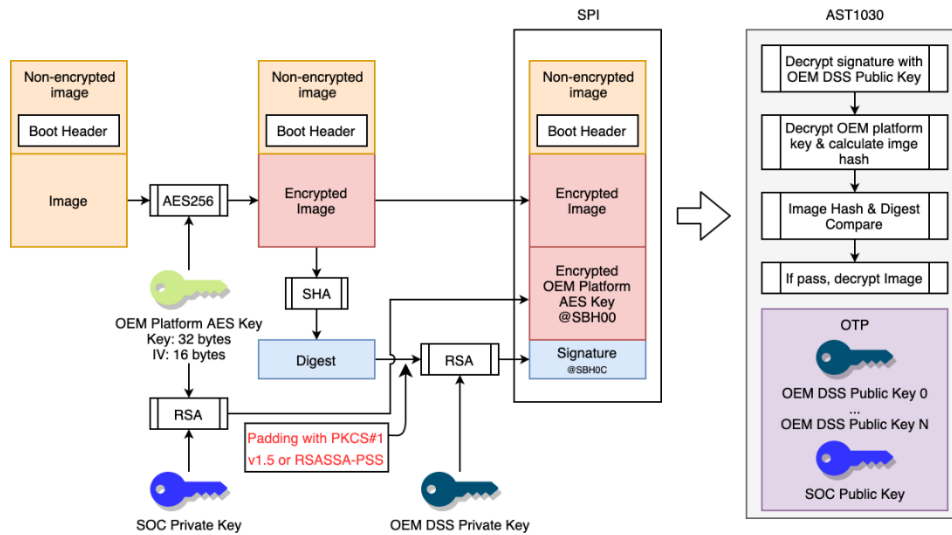 SPI
AST1030
Non-encrypted
image
Boot Header
Image
AES256
Non-encrypted
image
Boot Header
Encrypted
Image
SHA
Digest
Non-encrypted
image
Boot Header
Encrypted
Image
Encrypted
OEM Platform
AES Key
@SBH00
Signature
@SBH0C
OEM Platform AES Key
Key: 32 bytes
IV: 16 bytes
RSA
RSA
Padding with PKCS#1
v1.5 or RSASSA-PSS
SOC Private Key
OEM DSS Private Key
Decrypt signature with
OEM DSS Public Key
Decrypt OEM platform
key & calculate imge
hash
Image Hash & Digest
Compare
If pass, decrypt Image
OTP
OEM DSS Public Key 0
...
OEM DSS Public Key N
SOC Public Key